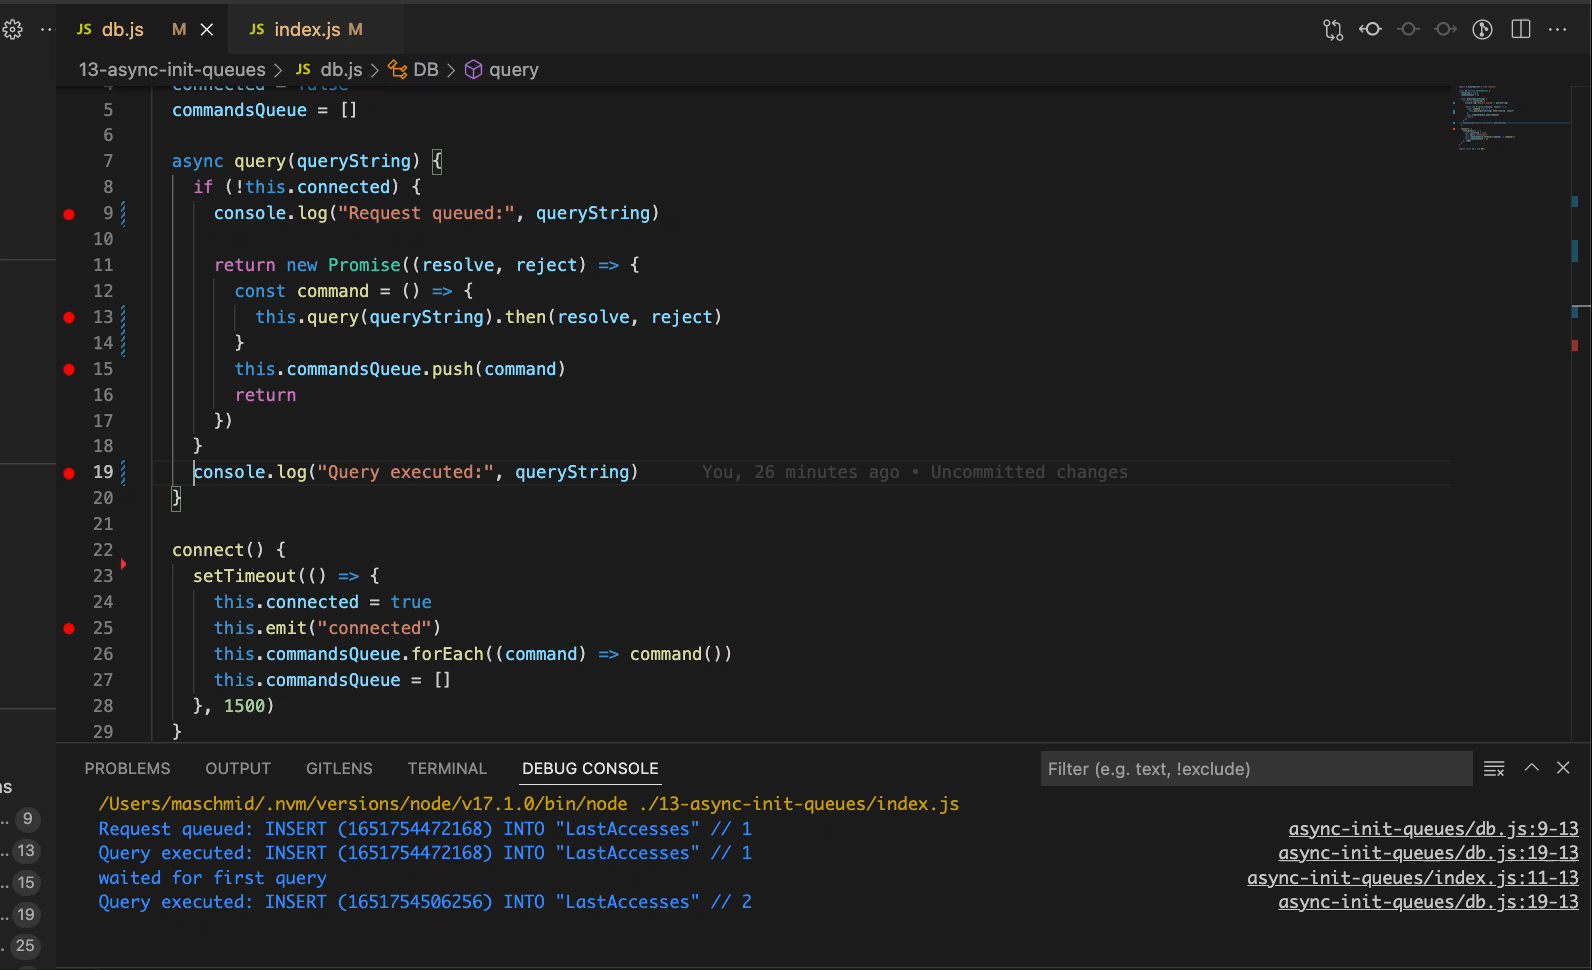 JS db.js M
JS index.js M
13-async-init-queues > JS db.js > DB > query
4 connected = false
5 commandsQueue = []
6
7 async query(queryString) {
8 if (!this.connected) {
9 console.log("Request queued:", queryString)
10
11 return new Promise((resolve, reject) => {
12 const command = () => {
13 this.query(queryString).then(resolve, reject)
14 }
15 this.commandsQueue.push(command)
16 return
17 })
18 }
19 console.log("Query executed:", queryString) You, 26 minutes ago • Uncommitted changes
20 }
21
22 connect() {
23 setTimeout(() => {
24 this.connected = true
25 this.emit("connected")
26 this.commandsQueue.forEach((command) => command())
27 this.commandsQueue = []
28 }, 1500)
29 }
PROBLEMS OUTPUT GITLENS TERMINAL DEBUG CONSOLE Filter (e.g. text, !exclude)
/Users/maschmid/.nvm/versions/node/v17.1.0/bin/node ./13-async-init-queues/index.js
Request queued: INSERT (1651754472168) INTO "LastAccesses" // 1 async-init-queues/db.js:9-13
Query executed: INSERT (1651754472168) INTO "LastAccesses" // 1 async-init-queues/db.js:19-13
waited for first query async-init-queues/index.js:11-13
Query executed: INSERT (1651754506256) INTO "LastAccesses" // 2 async-init-queues/db.js:19-13
ns
.. 9
.. 13
.. 15
.. 19
. 25